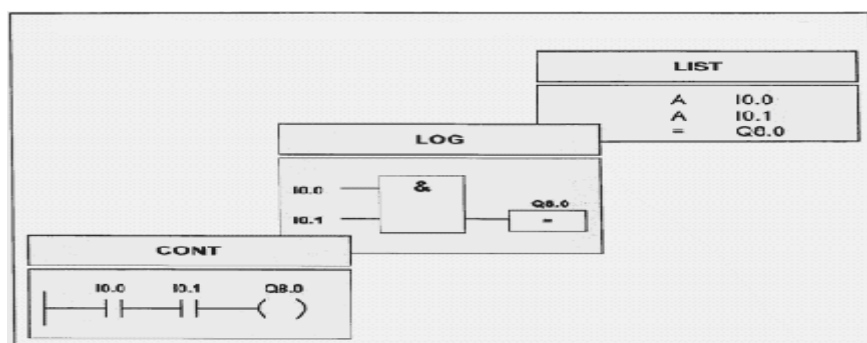 LIST
A I0.0
A I0.1
= Q8.0
LOG
&
I0.0
Q8.0
I0.1
=
CONT
I0.0 I0.1 Q8.0